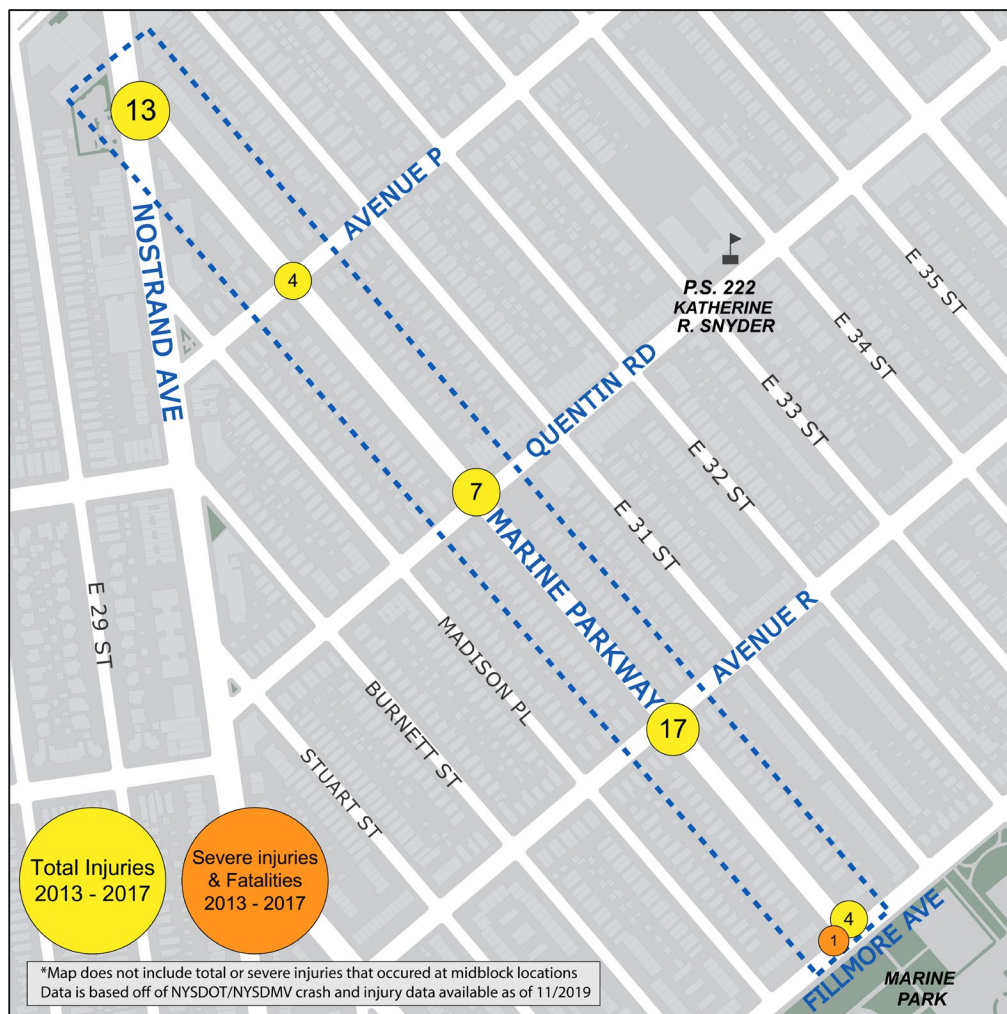 13
AVENUE P
NOSTRAND AVE
4
P.S. 222
KATHERINE
R. SNYDER
E 35 ST
E 34 ST
E 33 ST
QUENTIN RD
E 32 ST
7
E 31 ST
MARINE PARKWAY
AVENUE R
E 29 ST
MADISON PL
BURNETT ST
STUART ST
17
Total Injuries
2013 - 2017
Severe injuries
& Fatalities
2013 - 2017
4
1
FILLMORE AVE
MARINE
PARK
*Map does not include total or severe injuries that occured at midblock locations
Data is based off of NYSDOT/NYSDMV crash and injury data available as of 11/2019